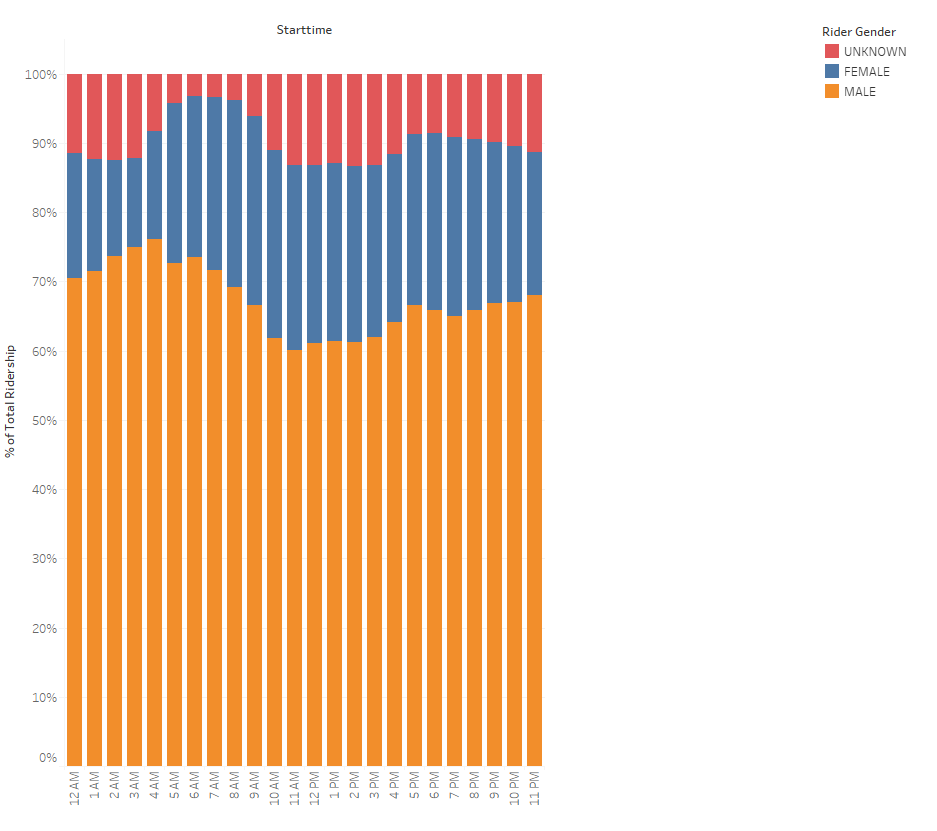 Starttime
Rider Gender
UNKNOWN
FEMALE
MALE
% of Total Ridership
100%
90%
80%
70%
60%
50%
40%
30%
20%
10%
0%
12 AM
1 AM
2 AM
3 AM
4 AM
5 AM
6 AM
7 AM
8 AM
9 AM
10 AM
11 AM
12 PM
1 PM
2 PM
3 PM
4 PM
5 PM
6 PM
7 PM
8 PM
9 PM
10 PM
11 PM